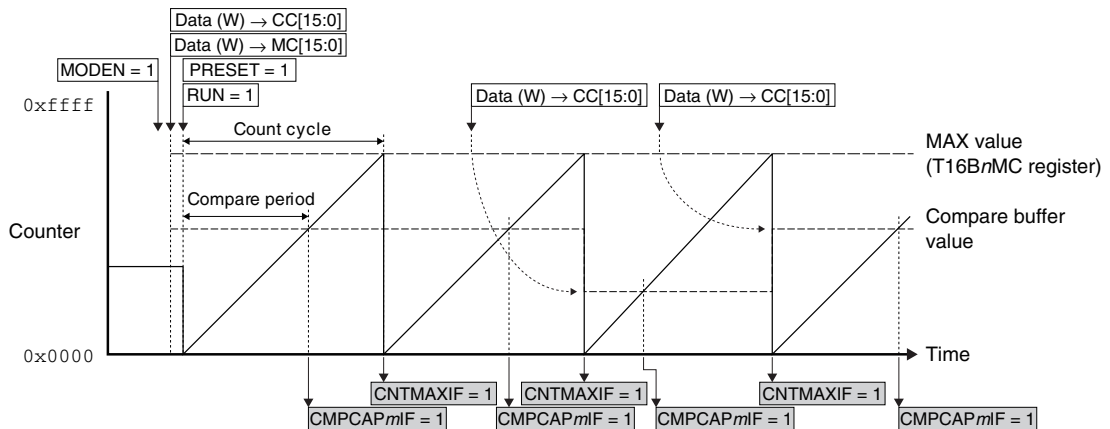 Data (W) → CC[15:0]
Data (W) → MC[15:0]
MODEN = 1
PRESET = 1
RUN = 1
Data (W) → CC[15:0]
Data (W) → CC[15:0]
0xffff
Count cycle
MAX value
(T16BnMC register)
Compare period
Compare buffer
value
Counter
0x0000
Time
CNTMAXIF = 1
CNTMAXIF = 1
CNTMAXIF = 1
CMPCAPmIF = 1
CMPCAPmIF = 1
CMPCAPmIF = 1
CMPCAPmIF = 1